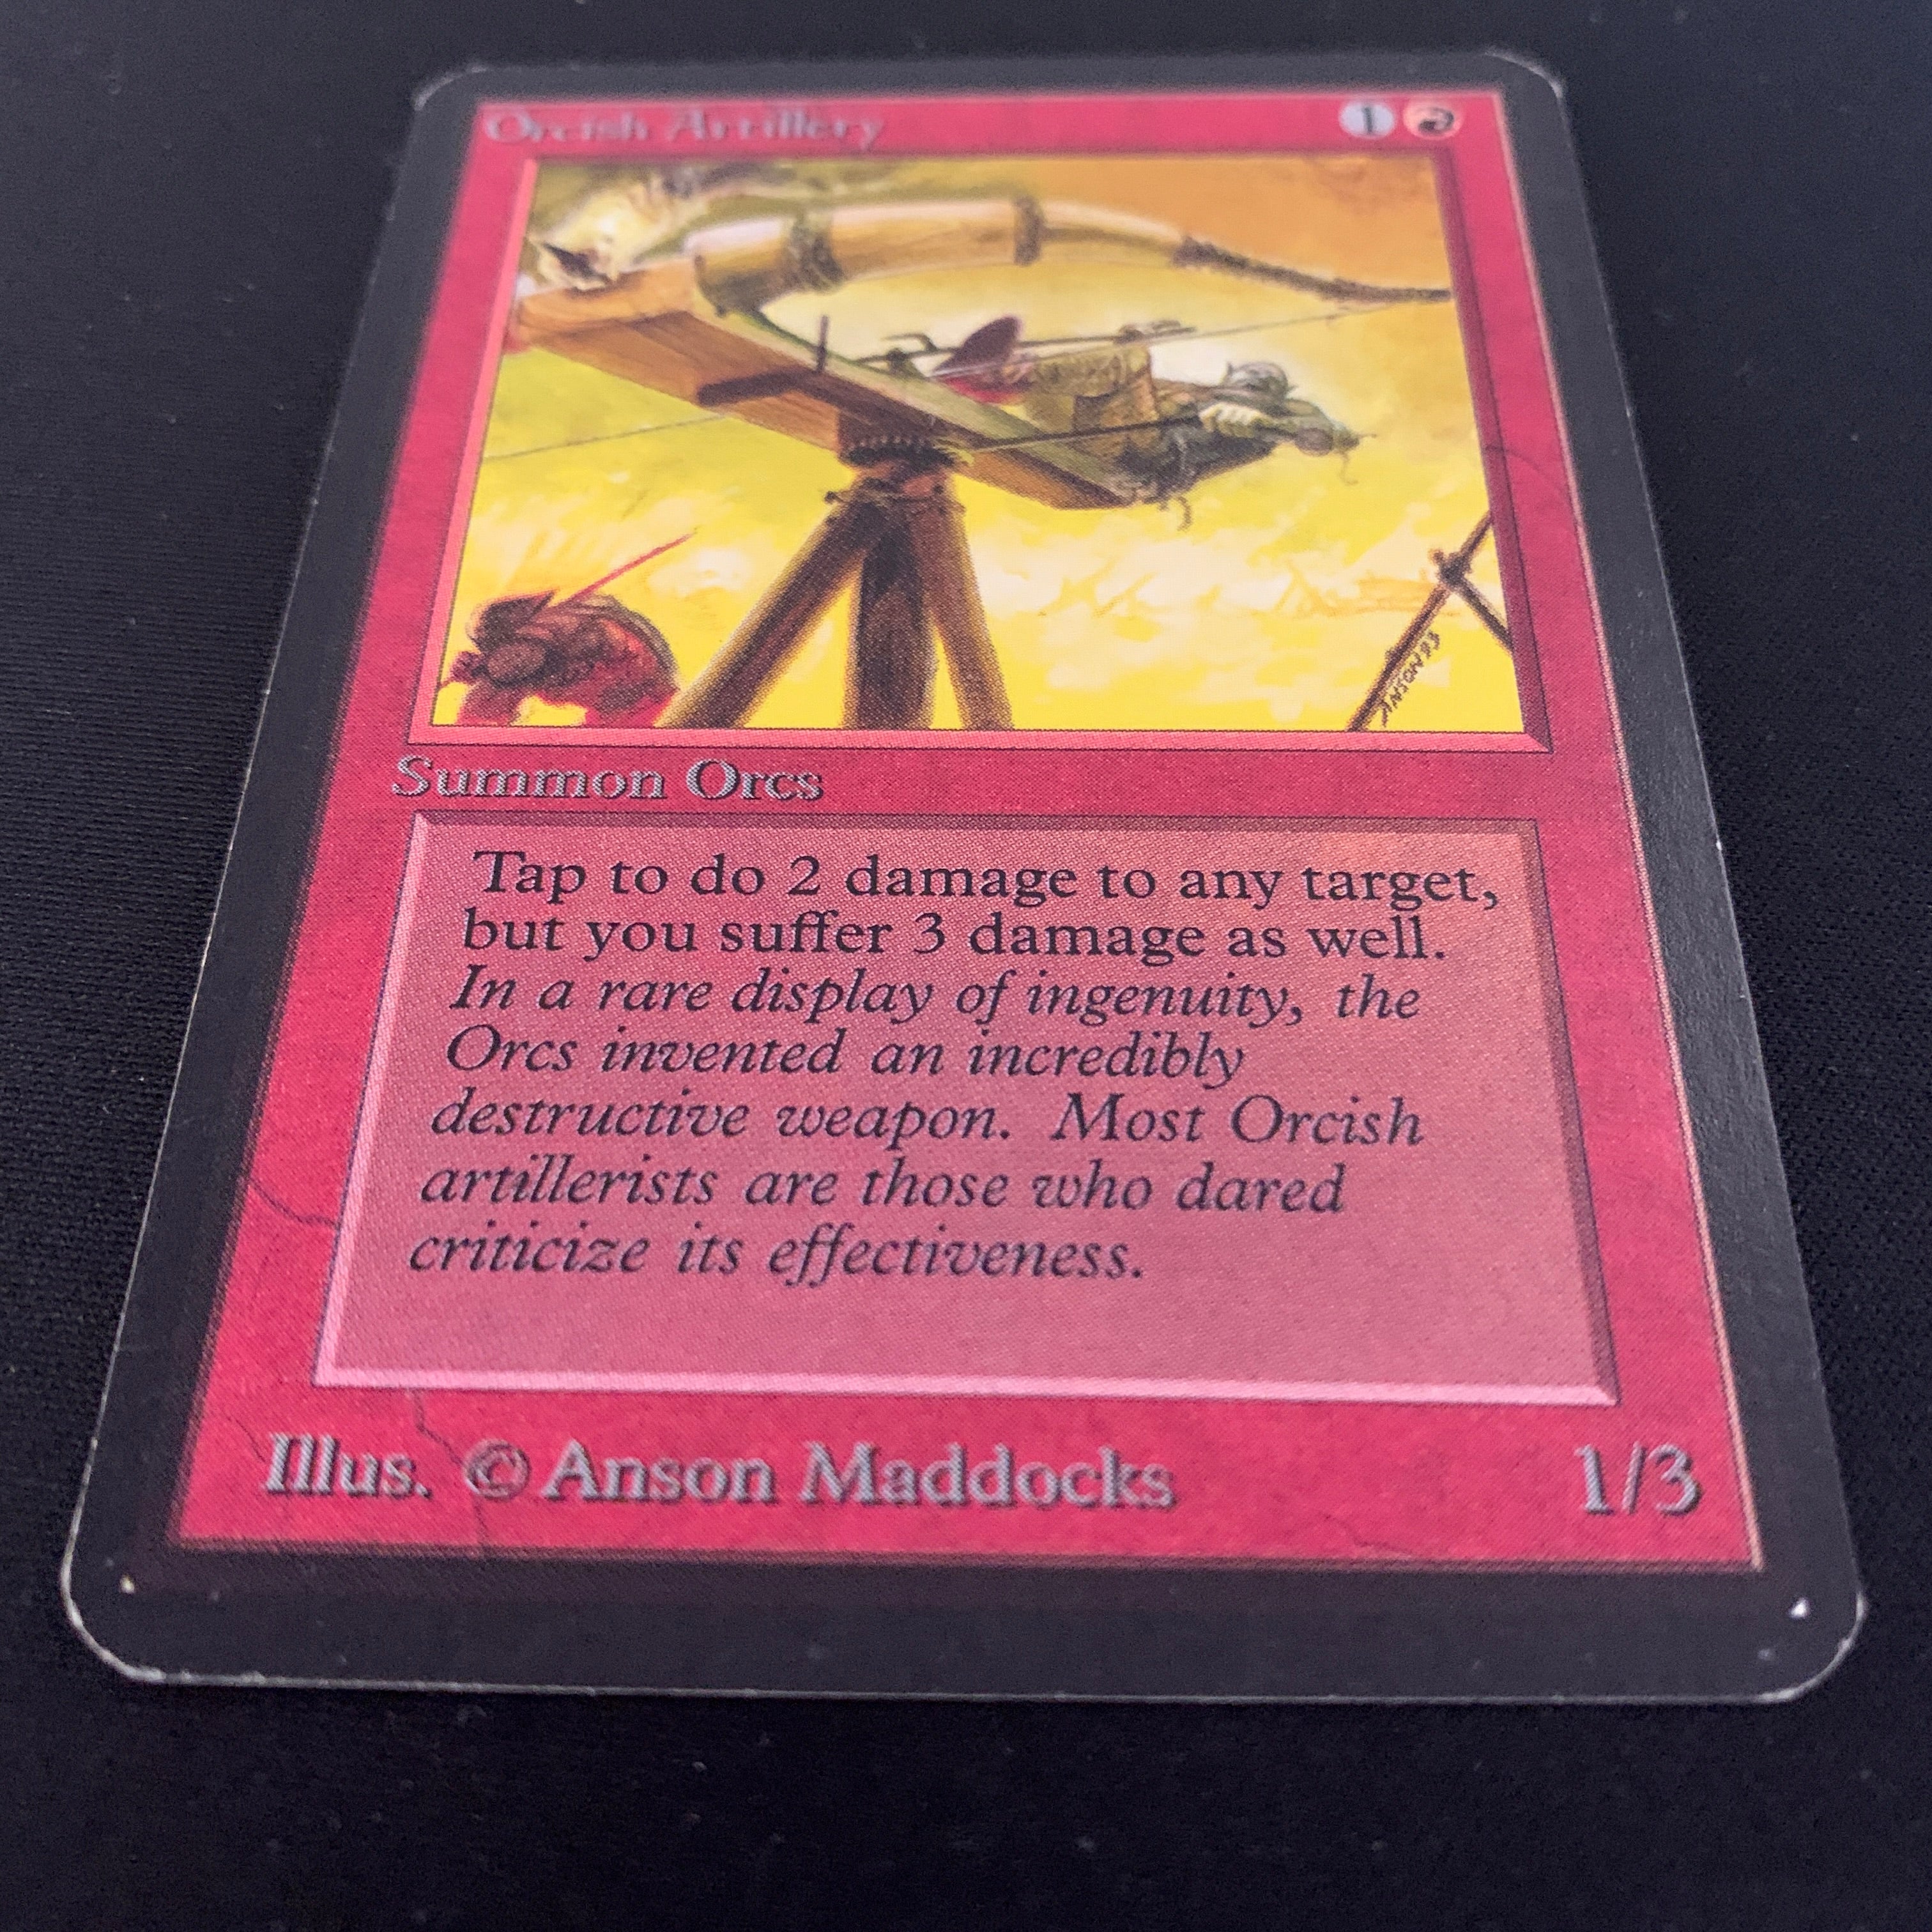 Orcish Artillery 1
ANSON 93
Summon Orcs
Tap to do 2 damage to any target,
but you suffer 3 damage as well.
In a rare display of ingenuity, the
Orcs invented an incredibly
destructive weapon. Most Orcish
artillerists are those who dared
criticize its effectiveness.
Illus. © Anson Maddocks 1/3